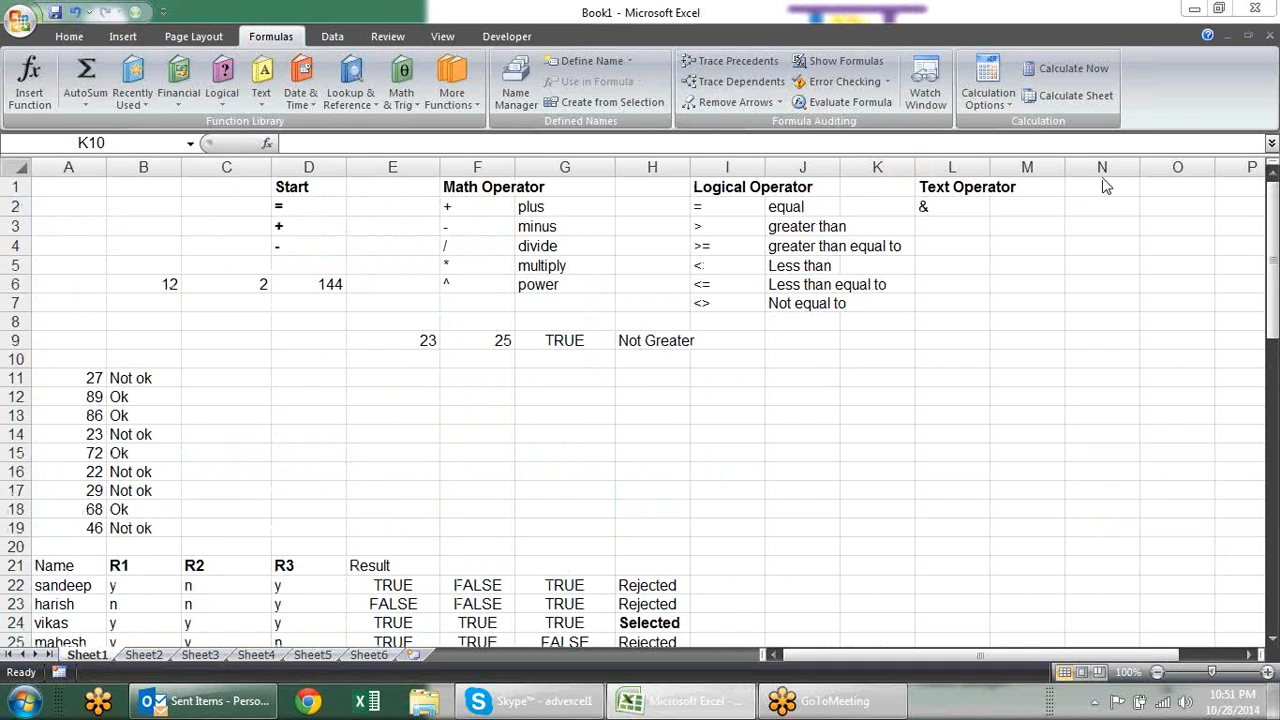 Book1 - Microsoft Excel
Home Insert Page Layout Formulas Data Review View Developer
Insert Function
AutoSum
Recently Used
Financial
Logical
Text
Date & Time
Lookup & Reference
Math & Trig
More Functions
Function Library
Name Manager
Define Name
Use in Formula
Create from Selection
Defined Names
Trace Precedents
Trace Dependents
Remove Arrows
Show Formulas
Error Checking
Evaluate Formula
Formula Auditing
Watch Window
Calculation Options
Calculate Now
Calculate Sheet
Calculation
K10 fx
A B C D E F G H I J K L M N O P
1 Start Math Operator Logical Operator Text Operator
2 = + plus = equal &
3 + - minus > greater than
4 - / divide >= greater than equal to
5 * multiply < Less than
6 12 2 144 ^ power <= Less than equal to
7 <> Not equal to
8
9 23 25 TRUE Not Greater
10
11 27 Not ok
12 89 Ok
13 86 Ok
14 23 Not ok
15 72 Ok
16 22 Not ok
17 29 Not ok
18 68 Ok
19 46 Not ok
20
21 Name R1 R2 R3 Result
22 sandeep y n y TRUE FALSE TRUE Rejected
23 harish n n y FALSE FALSE TRUE Rejected
24 vikas y y y TRUE TRUE TRUE Selected
25 mahesh y y n TRUE TRUE FALSE Rejected
Sheet1 Sheet2 Sheet3 Sheet4 Sheet5 Sheet6
Ready 100%
Sent Items - Perso... Skype™ - advexcel1 Microsoft Excel - ... GoToMeeting
10:51 PM
10/28/2014